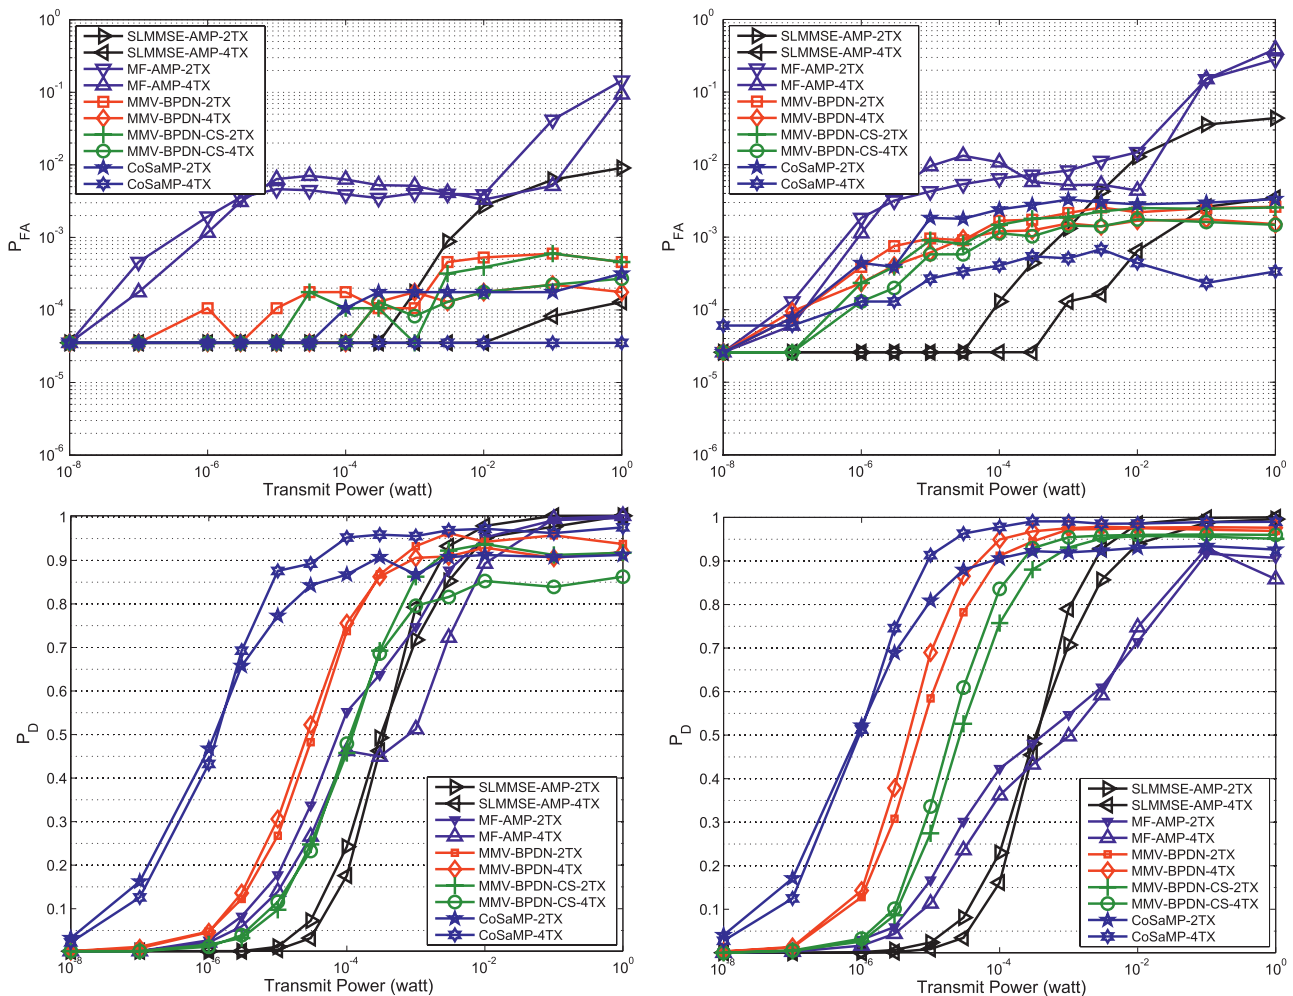 10^0
10^-1
10^-2
10^-3
10^-4
10^-5
10^-6
P_FA
SLMMSE-AMP-2TX
SLMMSE-AMP-4TX
MF-AMP-2TX
MF-AMP-4TX
MMV-BPDN-2TX
MMV-BPDN-4TX
MMV-BPDN-CS-2TX
MMV-BPDN-CS-4TX
CoSaMP-2TX
CoSaMP-4TX
10^-8 10^-6 10^-4 10^-2 10^0
Transmit Power (watt)
10^0
10^-1
10^-2
10^-3
10^-4
10^-5
10^-6
P_FA
SLMMSE-AMP-2TX
SLMMSE-AMP-4TX
MF-AMP-2TX
MF-AMP-4TX
MMV-BPDN-2TX
MMV-BPDN-4TX
MMV-BPDN-CS-2TX
MMV-BPDN-CS-4TX
CoSaMP-2TX
CoSaMP-4TX
10^-8 10^-6 10^-4 10^-2 10^0
Transmit Power (watt)
1
0.9
0.8
0.7
0.6
0.5
0.4
0.3
0.2
0.1
P_D
SLMMSE-AMP-2TX
SLMMSE-AMP-4TX
MF-AMP-2TX
MF-AMP-4TX
MMV-BPDN-2TX
MMV-BPDN-4TX
MMV-BPDN-CS-2TX
MMV-BPDN-CS-4TX
CoSaMP-2TX
CoSaMP-4TX
10^-8 10^-6 10^-4 10^-2 10^0
Transmit Power (watt)
1
0.9
0.8
0.7
0.6
0.5
0.4
0.3
0.2
0.1
P_D
SLMMSE-AMP-2TX
SLMMSE-AMP-4TX
MF-AMP-2TX
MF-AMP-4TX
MMV-BPDN-2TX
MMV-BPDN-4TX
MMV-BPDN-CS-2TX
MMV-BPDN-CS-4TX
CoSaMP-2TX
CoSaMP-4TX
10^-8 10^-6 10^-4 10^-2 10^0
Transmit Power (watt)